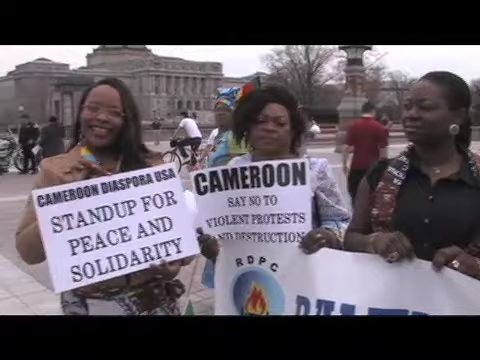 CAMEROON DIASPORA USA
STANDUP FOR
PEACE AND
SOLIDARITY
CAMEROON
SAY NO TO
VIOLENT PROTESTS
AND DESTRUCTION
RDPC